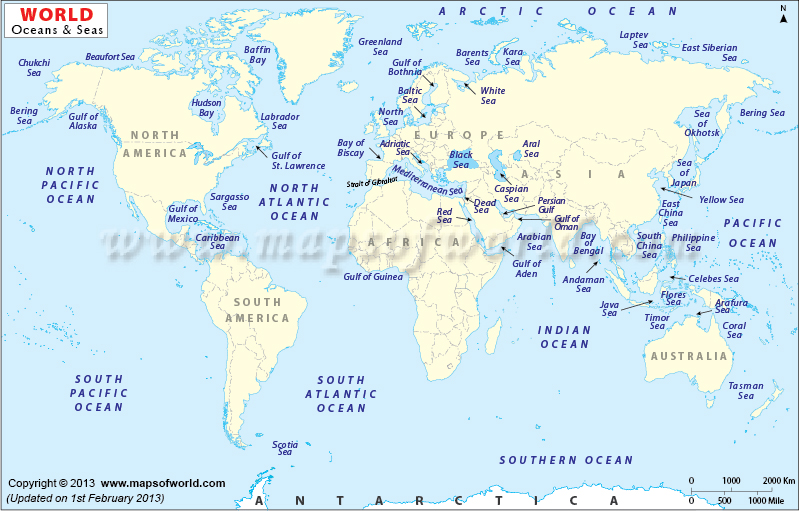 WORLD
Oceans & Seas
ARCTIC OCEAN
N
Greenland
Sea
Barents
Sea
Kara
Sea
Laptev
Sea
East Siberian
Sea
Chukchi
Sea
Beaufort Sea
Baffin
Bay
Gulf of
Bothnia
Baltic
Sea
White
Sea
North
Sea
Bering
Sea
Gulf of
Alaska
Hudson
Bay
Labrador
Sea
Gulf of
St. Lawrence
NORTH
AMERICA
EUROPE
Bay of
Biscay
Adriatic
Sea
Black
Sea
Aral
Sea
ASIA
Caspian
Sea
Sea
of
Okhotsk
Bering Sea
Sea
of
Japan
Yellow Sea
East
China
Sea
NORTH
PACIFIC
OCEAN
NORTH
ATLANTIC
OCEAN
Sargasso
Sea
Gulf of
Mexico
Caribbean
Sea
Strait of Gibraltar
Mediterranean Sea
Dead
Sea
Red
Sea
Persian
Gulf
Gulf of
Oman
Arabian
Sea
Gulf of
Aden
Bay
of
Bengal
Andaman
Sea
South
China
Sea
Philippine
Sea
PACIFIC
OCEAN
www.mapsofworld.com
AFRICA
Gulf of Guinea
SOUTH
AMERICA
Celebes Sea
Java
Sea
Flores
Sea
Arafura
Sea
Timor
Sea
Coral
Sea
INDIAN
OCEAN
AUSTRALIA
Tasman
Sea
SOUTH
PACIFIC
OCEAN
SOUTH
ATLANTIC
OCEAN
Scotia
Sea
SOUTHERN OCEAN
ANTARCTICA
Copyright © 2013 www.mapsofworld.com
(Updated on 1st February 2013)
0 1000 2000 Km
0 500 1000 Mile